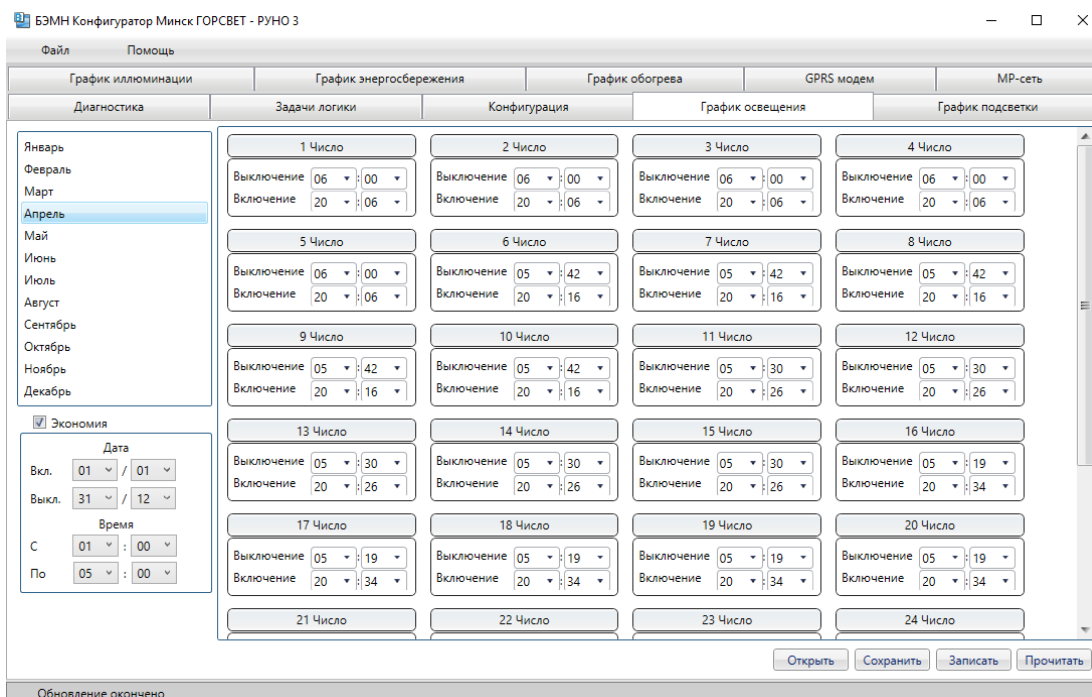 БЭМН Конфигуратор Минск ГОРСВЕТ - РУНО 3
Файл Помощь
График иллюминации График энергосбережения График обогрева GPRS модем МР-сеть
Диагностика Задачи логики Конфигурация График освещения График подсветки
Январь
Февраль
Март
Апрель
Май
Июнь
Июль
Август
Сентябрь
Октябрь
Ноябрь
Декабрь
Экономия
Дата
Вкл. 01 / 01
Выкл. 31 / 12
Время
С 01 : 00
По 05 : 00
1 Число 2 Число 3 Число 4 Число
Выключение 06 : 00 Выключение 06 : 00 Выключение 06 : 00 Выключение 06 : 00
Включение 20 : 06 Включение 20 : 06 Включение 20 : 06 Включение 20 : 06
5 Число 6 Число 7 Число 8 Число
Выключение 06 : 00 Выключение 05 : 42 Выключение 05 : 42 Выключение 05 : 42
Включение 20 : 06 Включение 20 : 16 Включение 20 : 16 Включение 20 : 16
9 Число 10 Число 11 Число 12 Число
Выключение 05 : 42 Выключение 05 : 42 Выключение 05 : 30 Выключение 05 : 30
Включение 20 : 16 Включение 20 : 16 Включение 20 : 26 Включение 20 : 26
13 Число 14 Число 15 Число 16 Число
Выключение 05 : 30 Выключение 05 : 30 Выключение 05 : 30 Выключение 05 : 19
Включение 20 : 26 Включение 20 : 26 Включение 20 : 26 Включение 20 : 34
17 Число 18 Число 19 Число 20 Число
Выключение 05 : 19 Выключение 05 : 19 Выключение 05 : 19 Выключение 05 : 19
Включение 20 : 34 Включение 20 : 34 Включение 20 : 34 Включение 20 : 34
21 Число 22 Число 23 Число 24 Число
Открыть Сохранить Записать Прочитать
Обновление окончено